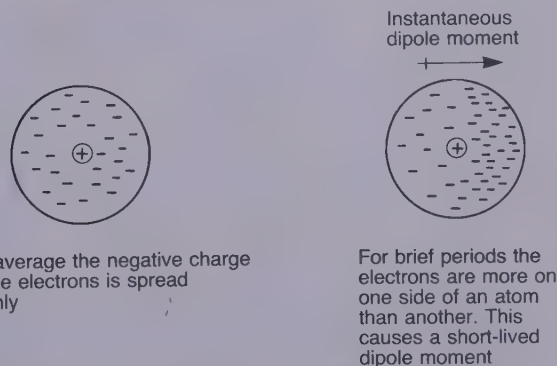 Instantaneous
dipole moment
average the negative charge
electrons is spread
For brief periods the
electrons are more on
one side of an atom
than another. This
causes a short-lived
dipole moment